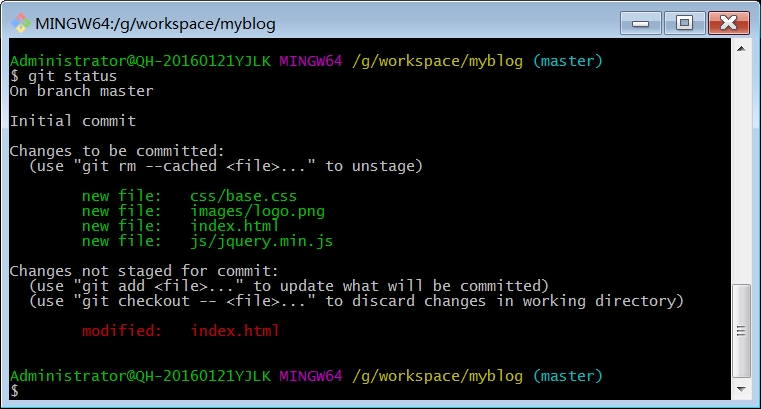 MINGW64:/g/workspace/myblog
Administrator@QH-20160121YJLK MINGW64 /g/workspace/myblog (master)
$ git status
On branch master
Initial commit
Changes to be committed:
  (use "git rm --cached <file>..." to unstage)
        new file:   css/base.css
        new file:   images/logo.png
        new file:   index.html
        new file:   js/jquery.min.js
Changes not staged for commit:
  (use "git add <file>..." to update what will be committed)
  (use "git checkout -- <file>..." to discard changes in working directory)
        modified:   index.html
Administrator@QH-20160121YJLK MINGW64 /g/workspace/myblog (master)
$